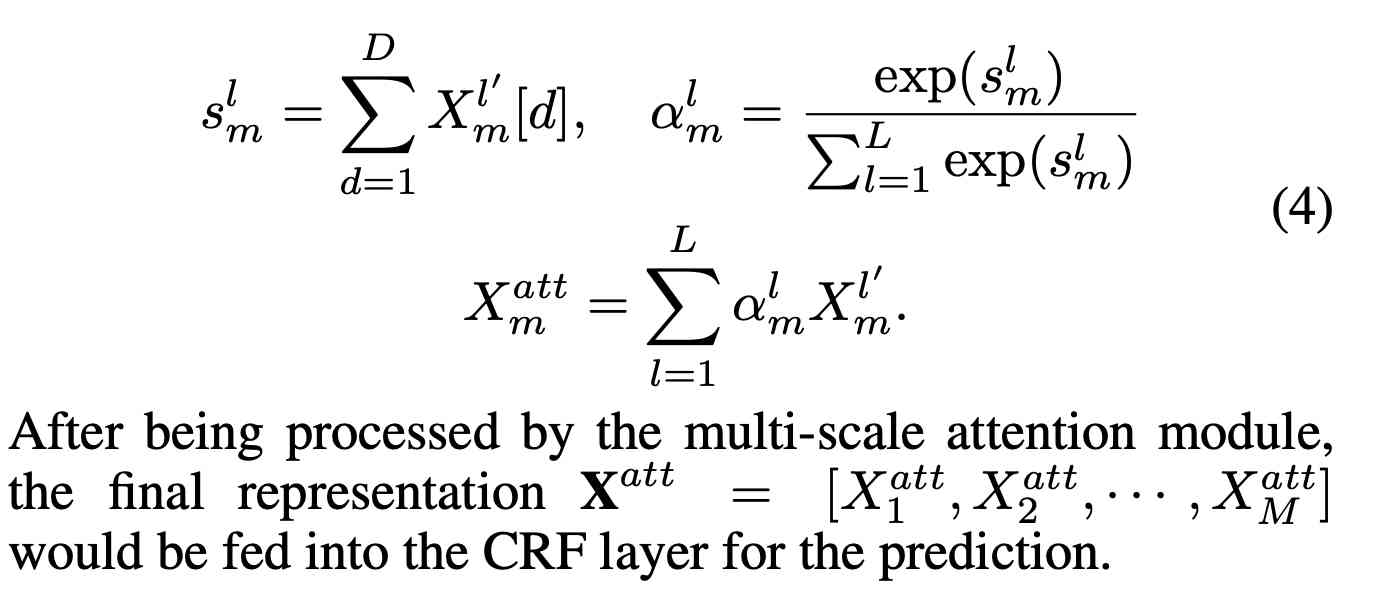 $s_m^l = \sum_{d=1}^{D} X_m^{l'}[d], \quad \alpha_m^l = \frac{\exp(s_m^l)}{\sum_{l=1}^{L} \exp(s_m^l)}$
(4)
$X_m^{att} = \sum_{l=1}^{L} \alpha_m^l X_m^{l'}.$
After being processed by the multi-scale attention module,
the final representation $\mathbf{X}^{att} = [X_1^{att}, X_2^{att}, \cdots, X_M^{att}]$
would be fed into the CRF layer for the prediction.